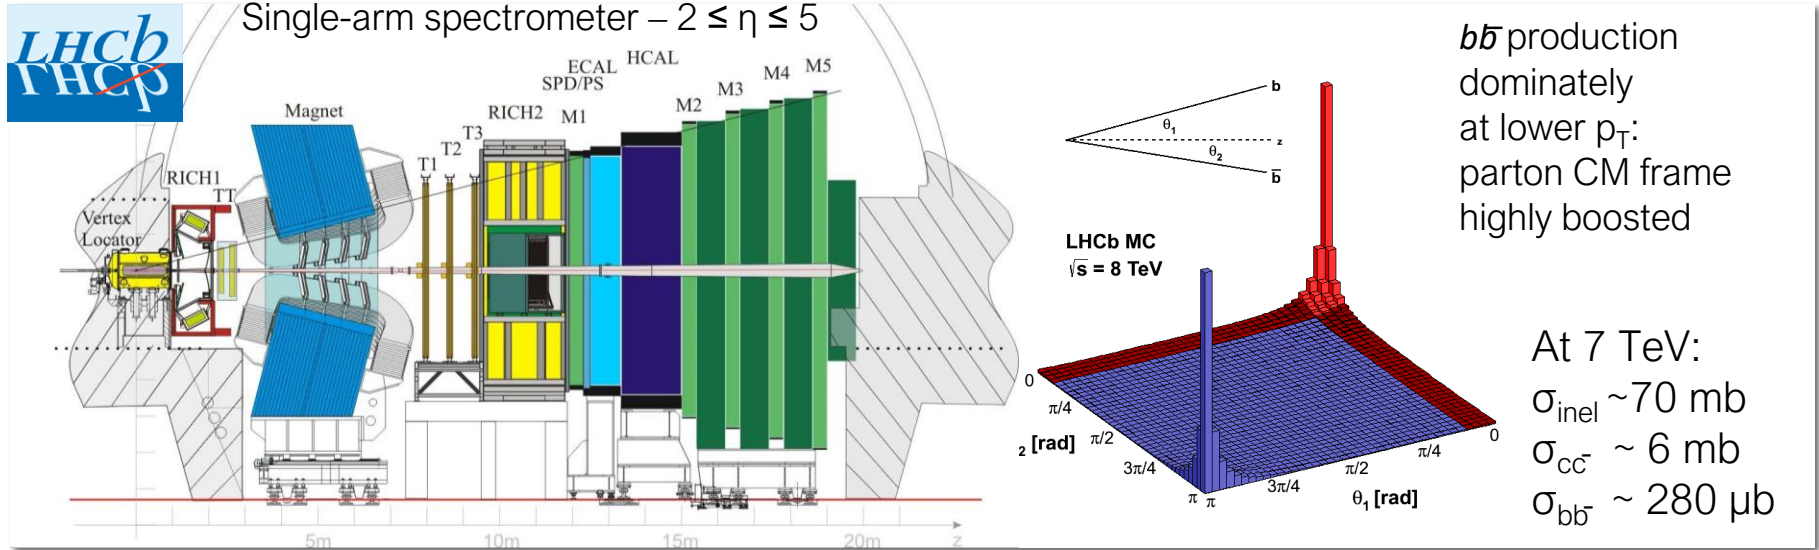 Single-arm spectrometer – 2 ≤ η ≤ 5
LHCb
LHCb
Vertex
Locator
RICH1
TT
Magnet
T1
T2
T3
RICH2
M1
SPD/PS
ECAL
HCAL
M2
M3
M4
M5
5m
10m
15m
20m
z
b
θ1
z
θ2
b̄
LHCb MC
√s = 8 TeV
0
π/4
π/2
3π/4
π
2 [rad]
π
3π/4
π/2
π/4
0
θ1 [rad]
bb̄ production
dominately
at lower pT:
parton CM frame
highly boosted
At 7 TeV:
σinel ~70 mb
σcc̄ ~ 6 mb
σbb̄ ~ 280 μb